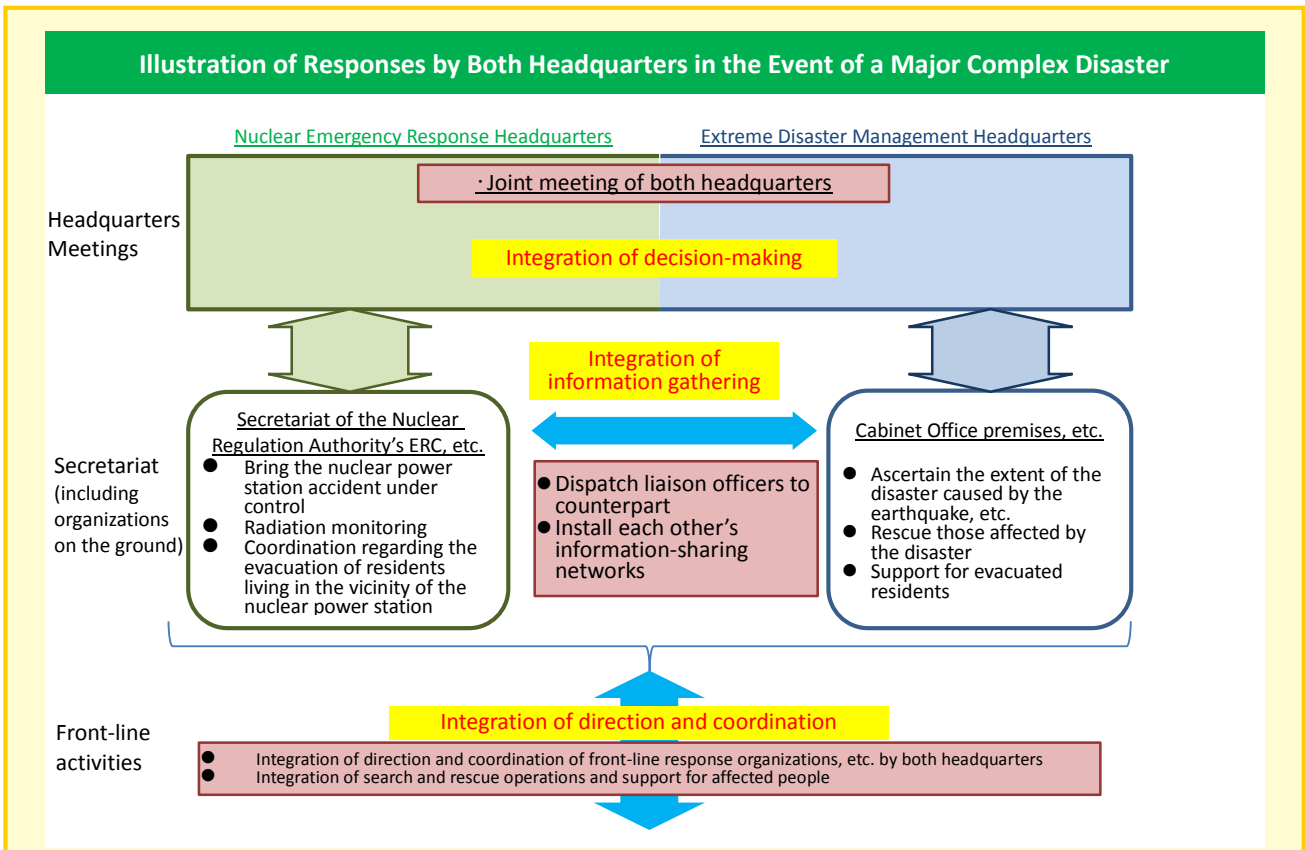 Illustration of Responses by Both Headquarters in the Event of a Major Complex Disaster
Nuclear Emergency Response Headquarters
Extreme Disaster Management Headquarters
Headquarters
Meetings
・Joint meeting of both headquarters
Integration of decision-making
Integration of
information gathering
Secretariat
(including
organizations
on the ground)
Secretariat of the Nuclear
Regulation Authority’s ERC, etc.
● Bring the nuclear power
station accident under
control
● Radiation monitoring
● Coordination regarding the
evacuation of residents
living in the vicinity of the
nuclear power station
● Dispatch liaison officers to
counterpart
● Install each other’s
information-sharing
networks
Cabinet Office premises, etc.
● Ascertain the extent of the
disaster caused by the
earthquake, etc.
● Rescue those affected by
the disaster
● Support for evacuated
residents
Front-line
activities
Integration of direction and coordination
● Integration of direction and coordination of front-line response organizations, etc. by both headquarters
● Integration of search and rescue operations and support for affected people